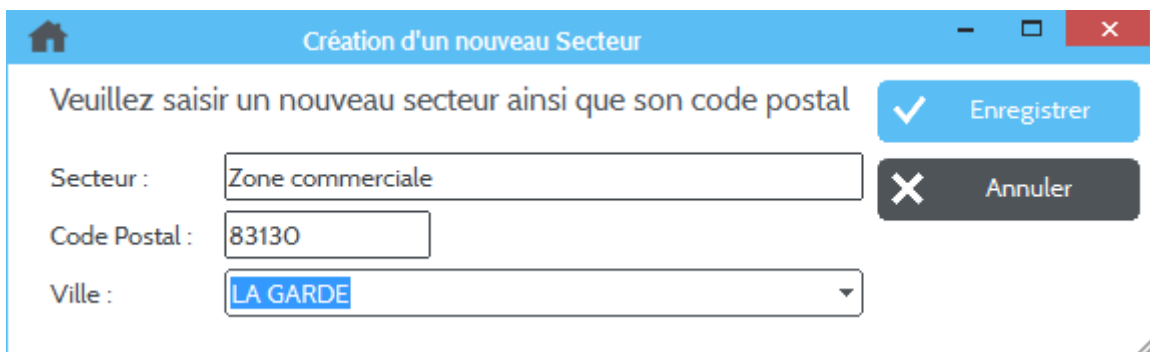 Création d'un nouveau Secteur
Veuillez saisir un nouveau secteur ainsi que son code postal
Enregistrer
Secteur : Zone commerciale
Annuler
Code Postal : 83130
Ville : LA GARDE